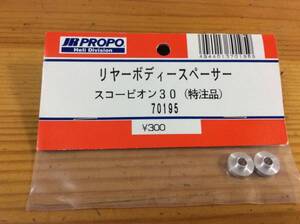 JR PROPO
Heli Division
リヤーボディースペーサー
スコーピオン30（特注品）
70195
¥300